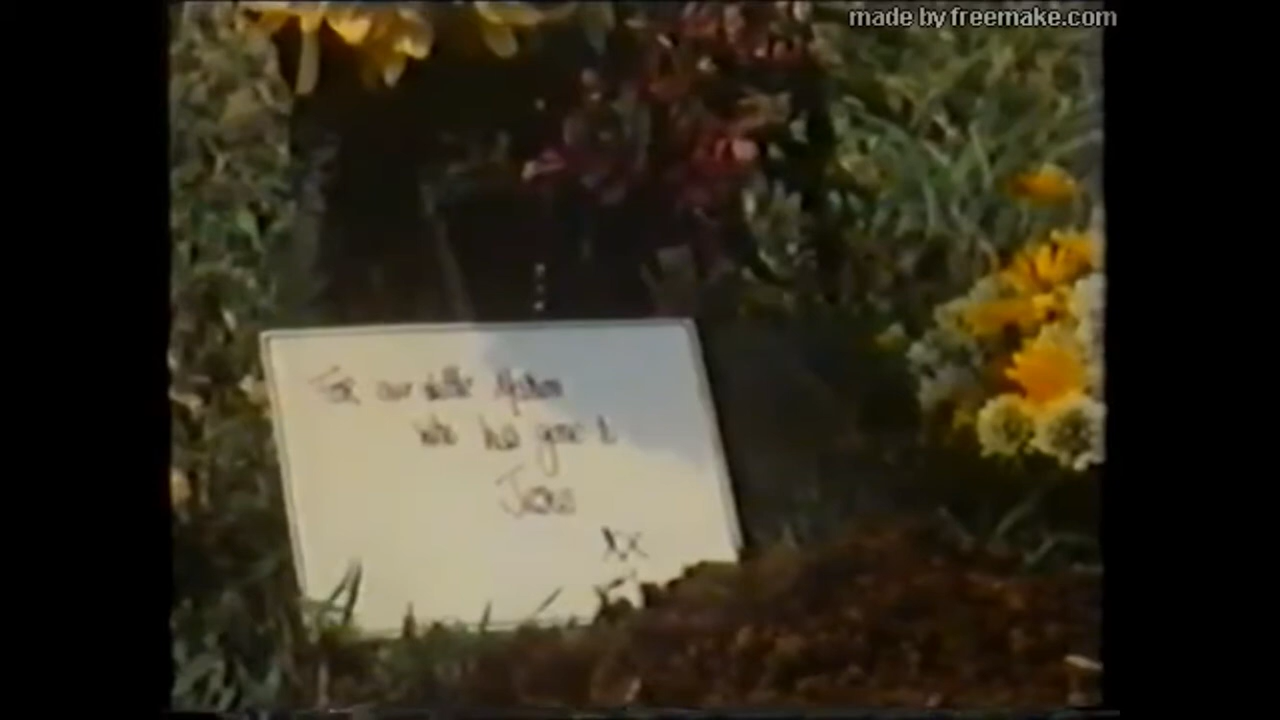 made by freemake.com
For our little
who has gone to
Jesus
XX